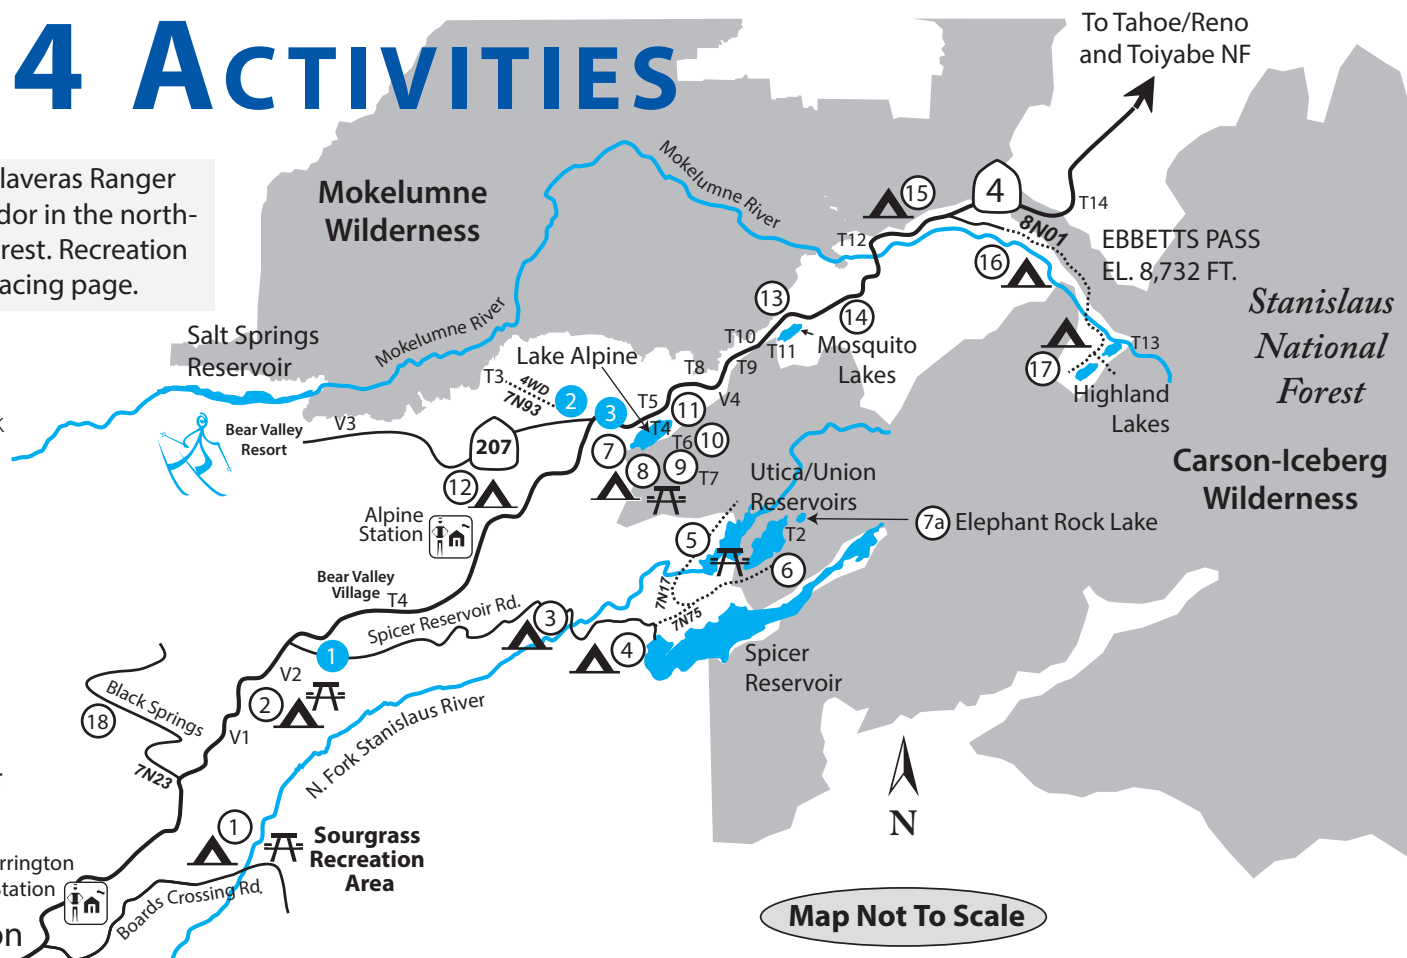 4 ACTIVITIES
To Tahoe/Reno
and Toiyabe NF
laveras Ranger
dor in the north-
rest. Recreation
acing page.
Mokelumne
Wilderness
Mokelumne River
15
4
T14
8N01
T12
EBBETTS PASS
EL. 8,732 FT.
16
Stanislaus
National
Forest
Salt Springs
Reservoir
Mokelumne River
13
14
T10
T11
Mosquito
Lakes
T13
17
Highland
Lakes
Lake Alpine
T8
T9
T3
4WD
7N93
2
3
T5
11
V4
T4
V3
Bear Valley
Resort
207
7
T6
10
8
9
T7
12
Utica/Union
Reservoirs
Carson-Iceberg
Wilderness
Alpine
Station
7a
Elephant Rock Lake
5
T2
6
Bear Valley
Village
T4
7N17
7N75
Spicer Reservoir Rd.
3
4
1
Spicer
Reservoir
V2
2
Black Springs
18
V1
7N23
N. Fork Stanislaus River
N
1
Sourgrass
Recreation
Area
rrington
Station
Boards Crossing Rd.
on
Map Not To Scale